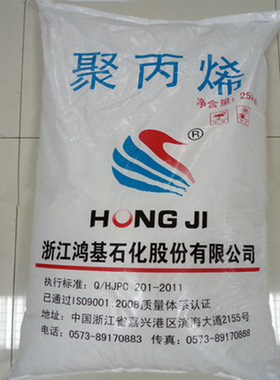 聚丙烯
净含量:25kg
®
HONG JI
浙江鸿基石化股份有限公司
执行标准:Q/HJPC 201-2011
已通过ISO9001:2008质量体系认证
地址:中国浙江省嘉兴港区滨海大道2155号
电话:0573-89170883 传真:0573-89170868